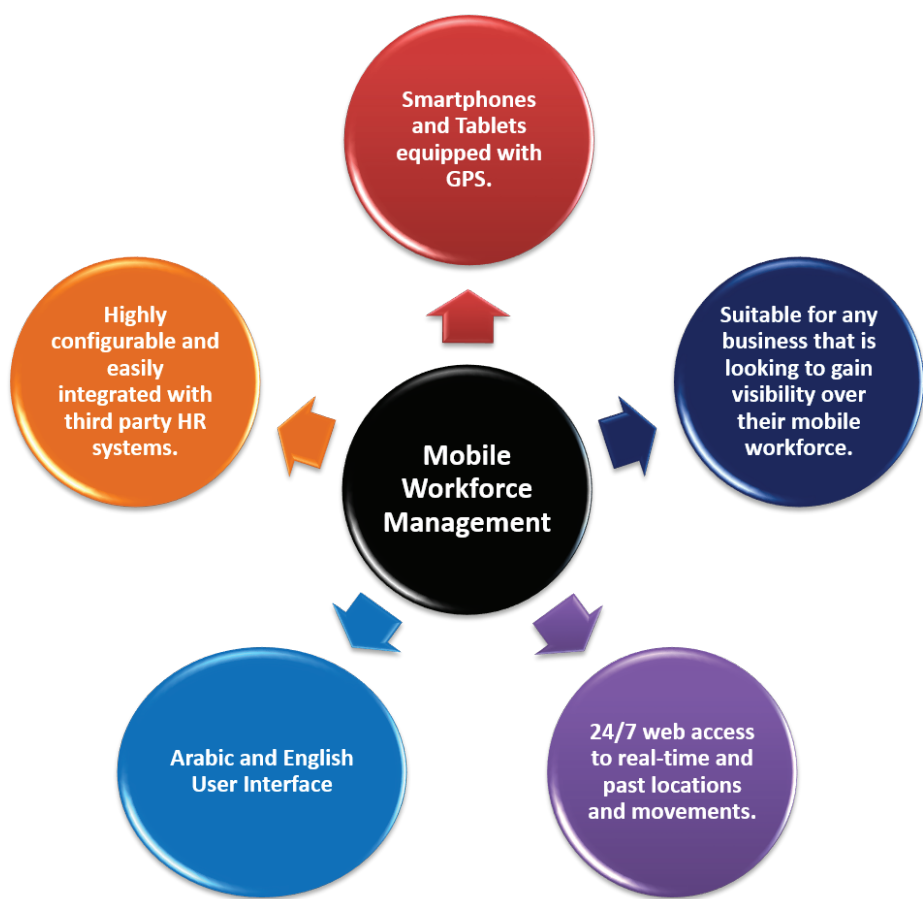 Smartphones
and Tablets
equipped with
GPS.
Highly
configurable and
easily
integrated with
third party HR
systems.
Suitable for any
business that is
looking to gain
visibility over
their mobile
workforce.
Mobile
Workforce
Management
Arabic and English
User Interface
24/7 web access
to real-time and
past locations
and movements.